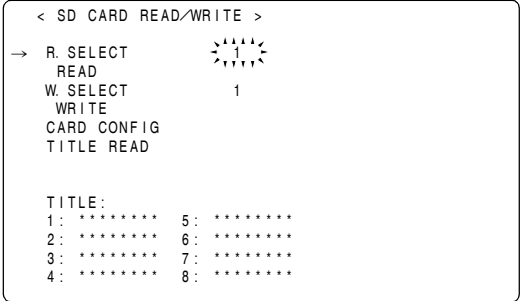 < SD CARD READ/WRITE >
→ R. SELECT 1
READ
W. SELECT 1
WRITE
CARD CONFIG
TITLE READ
TITLE:
1: ******** 5: ********
2: ******** 6: ********
3: ******** 7: ********
4: ******** 8: ********